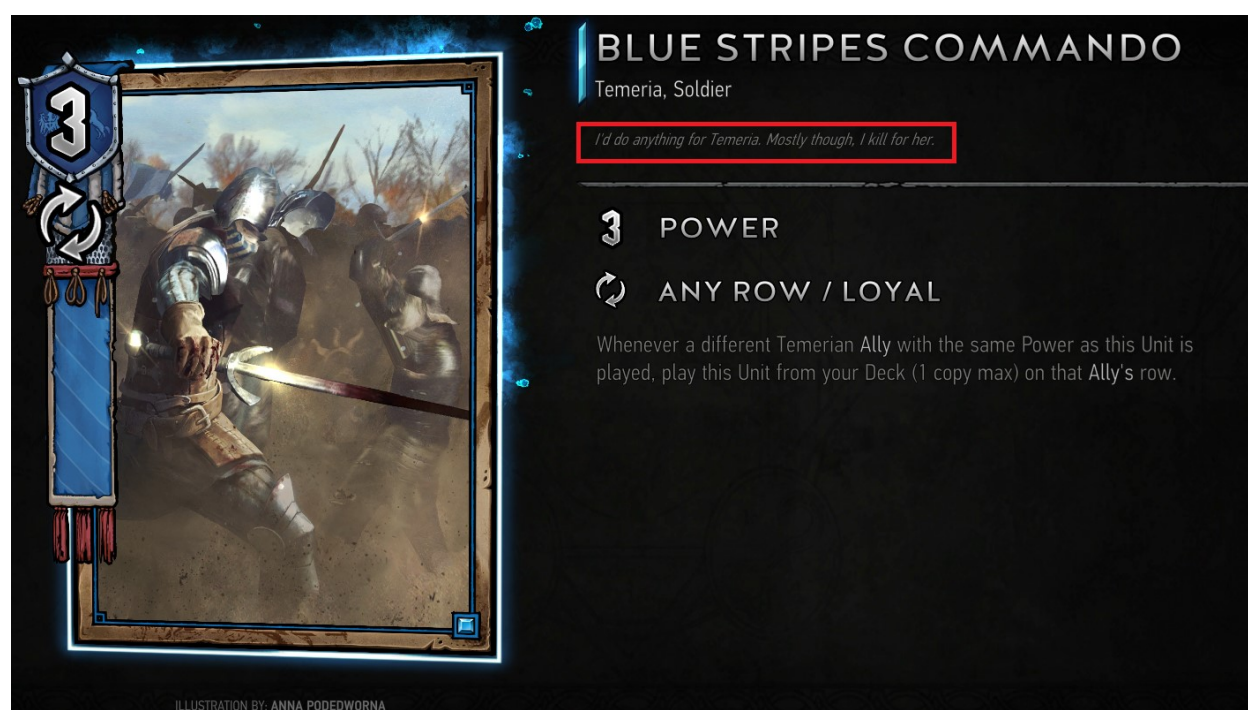 3
BLUE STRIPES COMMANDO
Temeria, Soldier
I'd do anything for Temeria. Mostly though, I kill for her.
3 POWER
ANY ROW / LOYAL
Whenever a different Temerian Ally with the same Power as this Unit is
played, play this Unit from your Deck (1 copy max) on that Ally's row.
ILLUSTRATION BY: ANNA PODEDWORNA